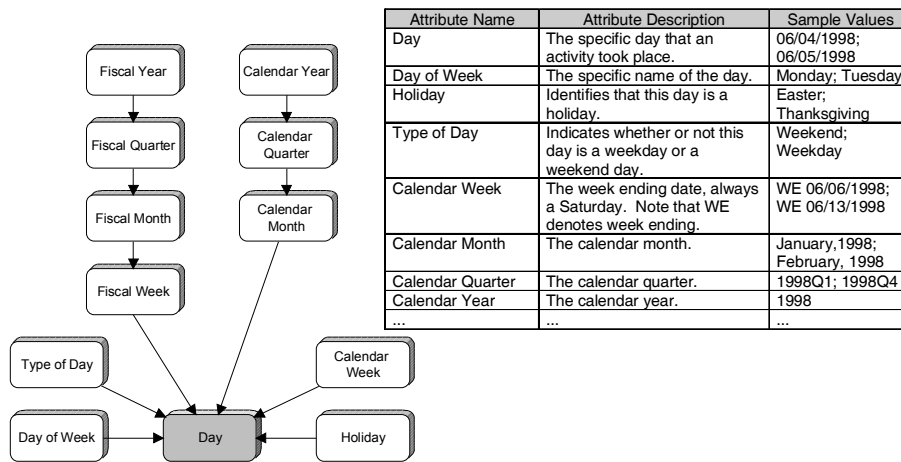 Fiscal Year
Calendar Year
Fiscal Quarter
Calendar
Quarter
Fiscal Month
Calendar
Month
Fiscal Week
Type of Day
Calendar
Week
Day of Week
Day
Holiday
Attribute Name Attribute Description Sample Values
Day The specific day that an 06/04/1998;
activity took place. 06/05/1998
Day of Week The specific name of the day. Monday; Tuesday
Holiday Identifies that this day is a Easter;
holiday. Thanksgiving
Type of Day Indicates whether or not this Weekend;
day is a weekday or a Weekday
weekend day.
Calendar Week The week ending date, always WE 06/06/1998;
a Saturday. Note that WE WE 06/13/1998
denotes week ending.
Calendar Month The calendar month. January,1998;
February, 1998
Calendar Quarter The calendar quarter. 1998Q1; 1998Q4
Calendar Year The calendar year. 1998
... ... ...